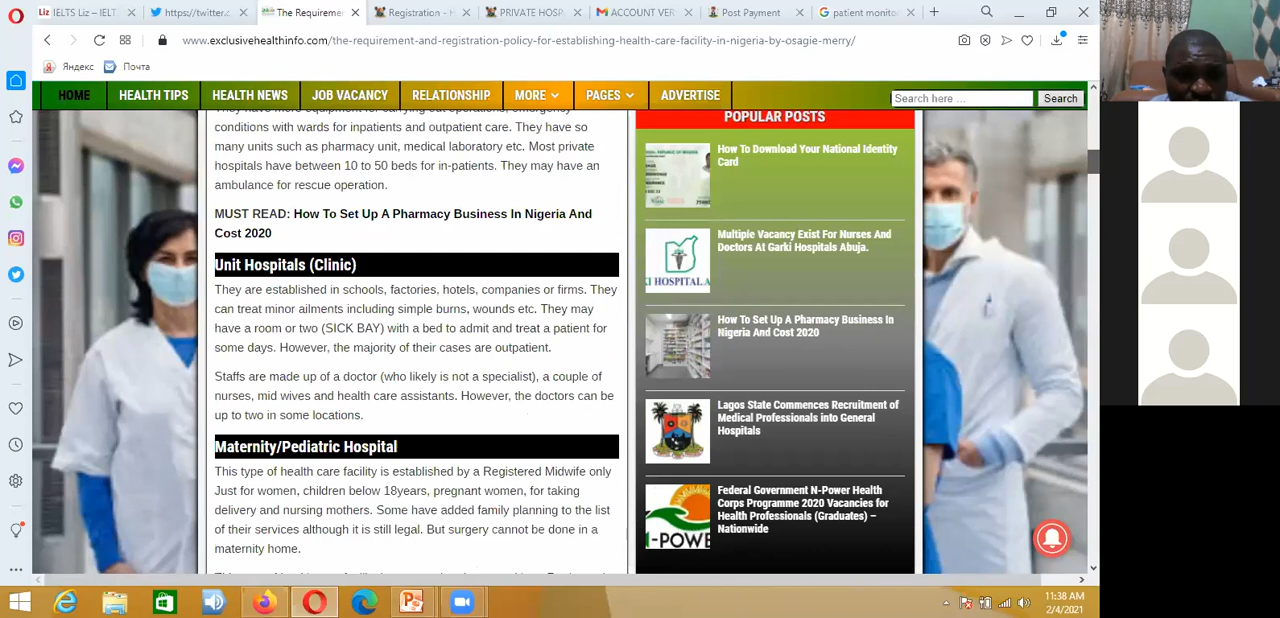 Liz IELTS Liz – IELT
https://twitter.c
The Requireme
Registration - H
PRIVATE HOSP
ACCOUNT VER
Post Payment
patient monito
www.exclusivehealthinfo.com/the-requirement-and-registration-policy-for-establishing-health-care-facility-in-nigeria-by-osagie-merry/
Яндекс
Почта
HOME
HEALTH TIPS
HEALTH NEWS
JOB VACANCY
RELATIONSHIP
MORE
PAGES
ADVERTISE
Search here ...
Search
They have more equipment for carrying out operations, emergency
conditions with wards for inpatients and outpatient care. They have so
many units such as pharmacy unit, medical laboratory etc. Most private
hospitals have between 10 to 50 beds for in-patients. They may have an
ambulance for rescue operation.
MUST READ: How To Set Up A Pharmacy Business In Nigeria And
Cost 2020
Unit Hospitals (Clinic)
They are established in schools, factories, hotels, companies or firms. They
can treat minor ailments including simple burns, wounds etc. They may
have a room or two (SICK BAY) with a bed to admit and treat a patient for
some days. However, the majority of their cases are outpatient.
Staffs are made up of a doctor (who likely is not a specialist), a couple of
nurses, mid wives and health care assistants. However, the doctors can be
up to two in some locations.
Maternity/Pediatric Hospital
This type of health care facility is established by a Registered Midwife only
Just for women, children below 18years, pregnant women, for taking
delivery and nursing mothers. Some have added family planning to the list
of their services although it is still legal. But surgery cannot be done in a
maternity home.
POPULAR POSTS
How To Download Your National Identity
Card
Multiple Vacancy Exist For Nurses And
Doctors At Garki Hospitals Abuja.
KI HOSPITAL A
How To Set Up A Pharmacy Business In
Nigeria And Cost 2020
Lagos State Commences Recruitment of
Medical Professionals into General
Hospitals
Federal Government N-Power Health
Corps Programme 2020 Vacancies for
Health Professionals (Graduates) –
Nationwide
I-POWE
11:38 AM
2/4/2021